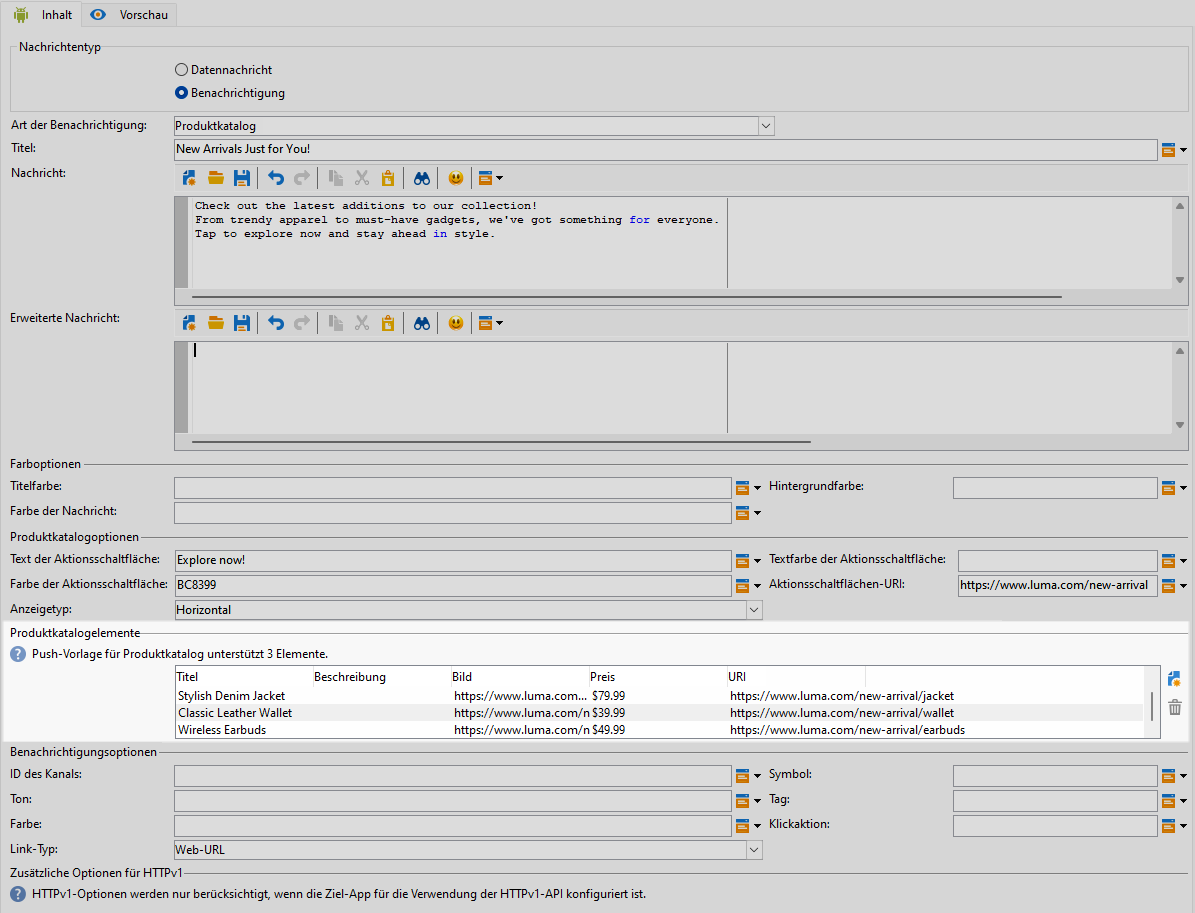 Inhalt Vorschau
Nachrichtentyp
Datennachricht
Benachrichtigung
Art der Benachrichtigung: Produktkatalog
Titel: New Arrivals Just for You!
Nachricht:
Check out the latest additions to our collection!
From trendy apparel to must-have gadgets, we've got something for everyone.
Tap to explore now and stay ahead in style.
Erweiterte Nachricht:
Farboptionen
Titelfarbe: Hintergrundfarbe:
Farbe der Nachricht:
Produktkatalogoptionen
Text der Aktionsschaltfläche: Explore now! Textfarbe der Aktionsschaltfläche:
Farbe der Aktionsschaltfläche: BC8399 Aktionsschaltflächen-URI: https://www.luma.com/new-arrival
Anzeigetyp: Horizontal
Produktkatalogelemente
Push-Vorlage für Produktkatalog unterstützt 3 Elemente.
Titel Beschreibung Bild Preis URI
Stylish Denim Jacket https://www.luma.com... $79.99 https://www.luma.com/new-arrival/jacket
Classic Leather Wallet https://www.luma.com/n $39.99 https://www.luma.com/new-arrival/wallet
Wireless Earbuds https://www.luma.com/n $49.99 https://www.luma.com/new-arrival/earbuds
Benachrichtigungsoptionen
ID des Kanals: Symbol:
Ton: Tag:
Farbe: Klickaktion:
Link-Typ: Web-URL
Zusätzliche Optionen für HTTPv1
HTTPv1-Optionen werden nur berücksichtigt, wenn die Ziel-App für die Verwendung der HTTPv1-API konfiguriert ist.